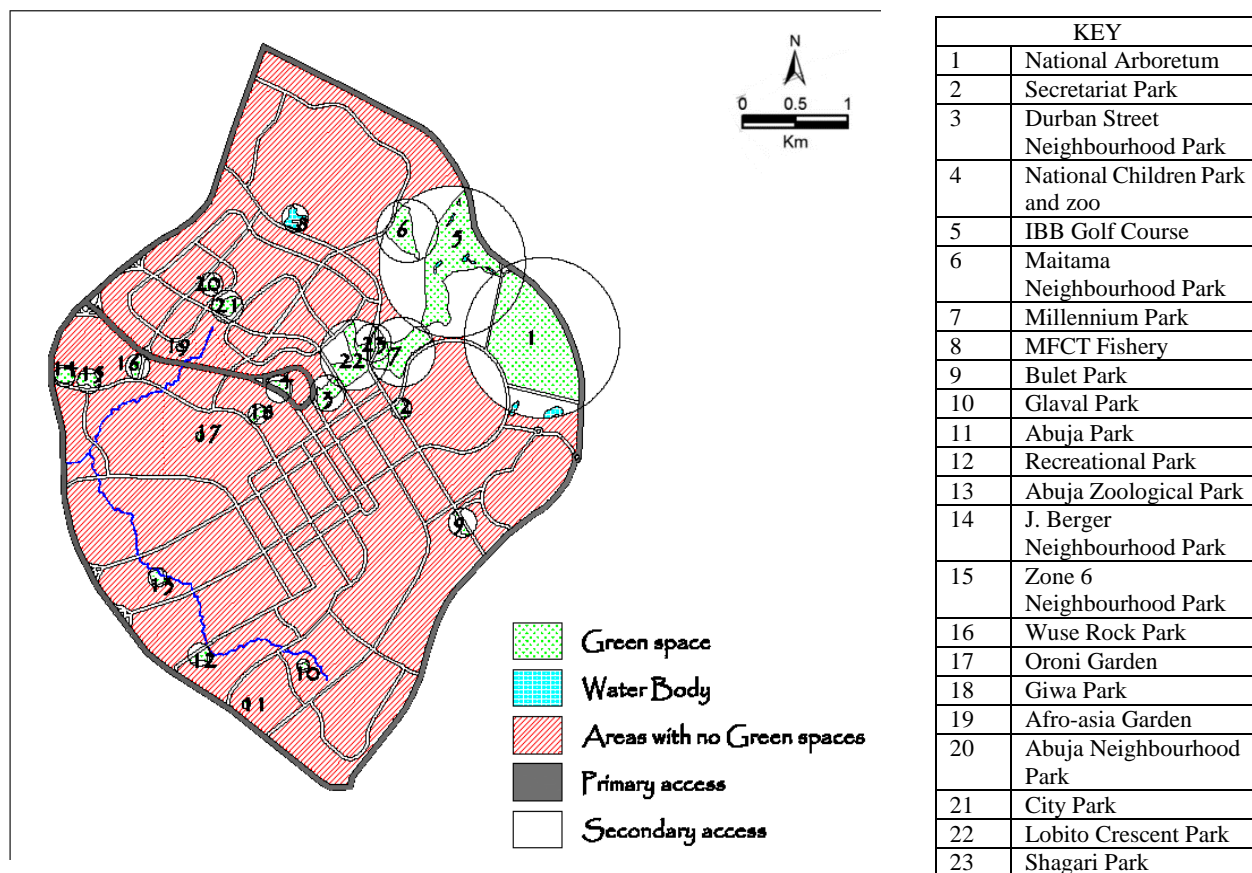 N
0 0.5 1
Km
8
6
5
20
21
1
19
23
22
7
16
14
15
3
2
18
17
9
13
12
10
11
Green space
Water Body
Areas with no Green spaces
Primary access
Secondary access
KEY
1 National Arboretum
2 Secretariat Park
3 Durban Street
Neighbourhood Park
4 National Children Park
and zoo
5 IBB Golf Course
6 Maitama
Neighbourhood Park
7 Millennium Park
8 MFCT Fishery
9 Bulet Park
10 Glaval Park
11 Abuja Park
12 Recreational Park
13 Abuja Zoological Park
14 J. Berger
Neighbourhood Park
15 Zone 6
Neighbourhood Park
16 Wuse Rock Park
17 Oroni Garden
18 Giwa Park
19 Afro-asia Garden
20 Abuja Neighbourhood
Park
21 City Park
22 Lobito Crescent Park
23 Shagari Park